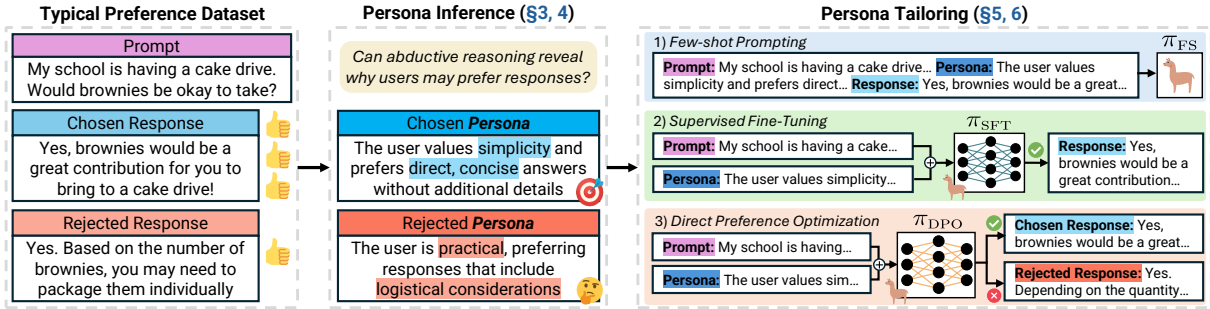 Typical Preference Dataset
Prompt
My school is having a cake drive.
Would brownies be okay to take?
Chosen Response
Yes, brownies would be a
great contribution for you to
bring to a cake drive!
Rejected Response
Yes. Based on the number of
brownies, you may need to
package them individually
Persona Inference (§3, 4)
Can abductive reasoning reveal
why users may prefer responses?
Chosen Persona
The user values simplicity and
prefers direct, concise answers
without additional details
Rejected Persona
The user is practical, preferring
responses that include
logistical considerations
Persona Tailoring (§5, 6)
1) Few-shot Prompting
Prompt: My school is having a cake drive... Persona: The user values
simplicity and prefers direct... Response: Yes, brownies would be a great...
π_FS
2) Supervised Fine-Tuning
Prompt: My school is having a cake...
Persona: The user values simplicity...
π_SFT
Response: Yes,
brownies would be a
great contribution...
3) Direct Preference Optimization
Prompt: My school is having...
Persona: The user values sim...
π_DPO
Chosen Response: Yes,
brownies would be a great...
Rejected Response: Yes.
Depending on the quantity...